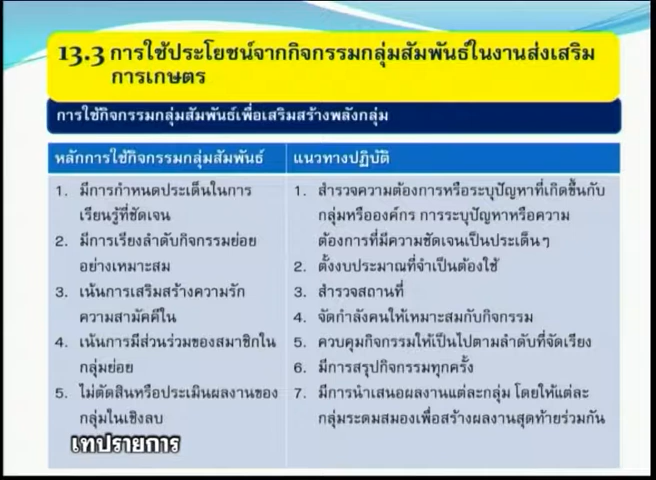 13.3 การใช้ประโยชน์จากกิจกรรมกลุ่มสัมพันธ์ในงานส่งเสริม
การเกษตร
การใช้กิจกรรมกลุ่มสัมพันธ์เพื่อเสริมสร้างพลังกลุ่ม
หลักการใช้กิจกรรมกลุ่มสัมพันธ์
1. มีการกำหนดประเด็นในการ
เรียนรู้ที่ชัดเจน
2. มีการเรียงลำดับกิจกรรมย่อย
อย่างเหมาะสม
3. เน้นการเสริมสร้างความรัก
ความสามัคคีใน
4. เน้นการมีส่วนร่วมของสมาชิกใน
กลุ่มย่อย
5. ไม่ตัดสินหรือประเมินผลงานของ
กลุ่มในเชิงลบ
แนวทางปฏิบัติ
1. สำรวจความต้องการหรือระบุปัญหาที่เกิดขึ้นกับ
กลุ่มหรือองค์กร การระบุปัญหาหรือความ
ต้องการที่มีความชัดเจนเป็นประเด็นๆ
2. ตั้งงบประมาณที่จำเป็นต้องใช้
3. สำรวจสถานที่
4. จัดกำลังคนให้เหมาะสมกับกิจกรรม
5. ควบคุมกิจกรรมให้เป็นไปตามลำดับที่จัดเรียง
6. มีการสรุปกิจกรรมทุกครั้ง
7. มีการนำเสนอผลงานแต่ละกลุ่ม โดยให้แต่ละ
กลุ่มระดมสมองเพื่อสร้างผลงานสุดท้ายร่วมกัน
เทปรายการ